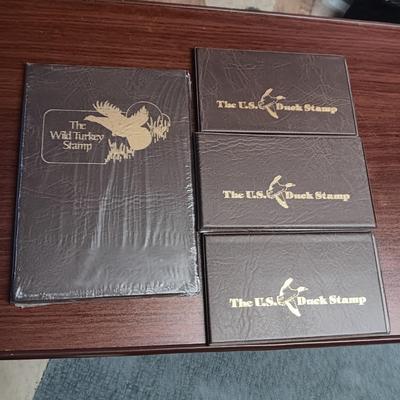 The
Wild Turkey
Stamp
The U.S. Duck Stamp
The U.S. Duck Stamp
The U.S. Duck Stamp